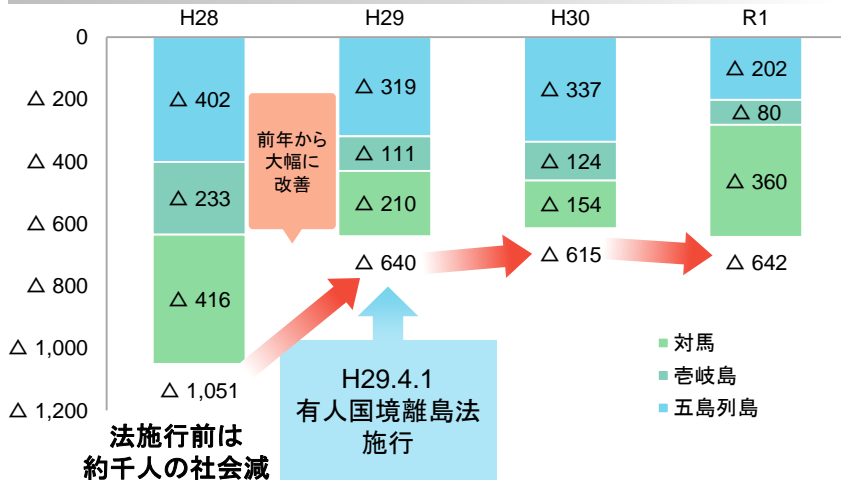 H28
H29
H30
R1
0
△ 200
△ 400
△ 600
△ 800
△ 1,000
△ 1,200
△ 402
△ 233
△ 416
△ 1,051
前年から
大幅に
改善
△ 319
△ 111
△ 210
△ 640
△ 337
△ 124
△ 154
△ 615
△ 202
△ 80
△ 360
△ 642
対馬
壱岐島
五島列島
H29.4.1
有人国境離島法
施行
法施行前は
約千人の社会減